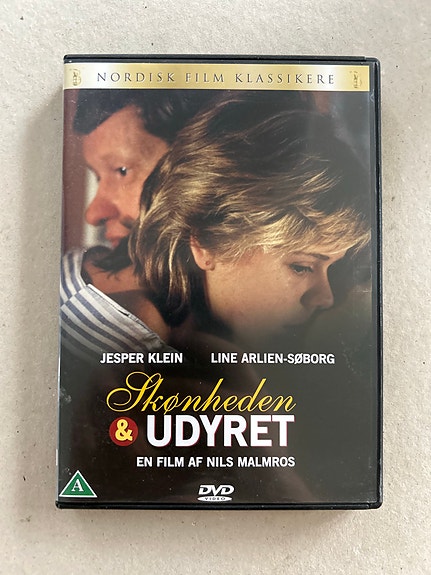 NORDISK FILM KLASSIKERE
JESPER KLEIN LINE ARLIEN-SØBORG
Skønheden
& UDYRET
EN FILM AF NILS MALMROS
A
DVD
VIDEO